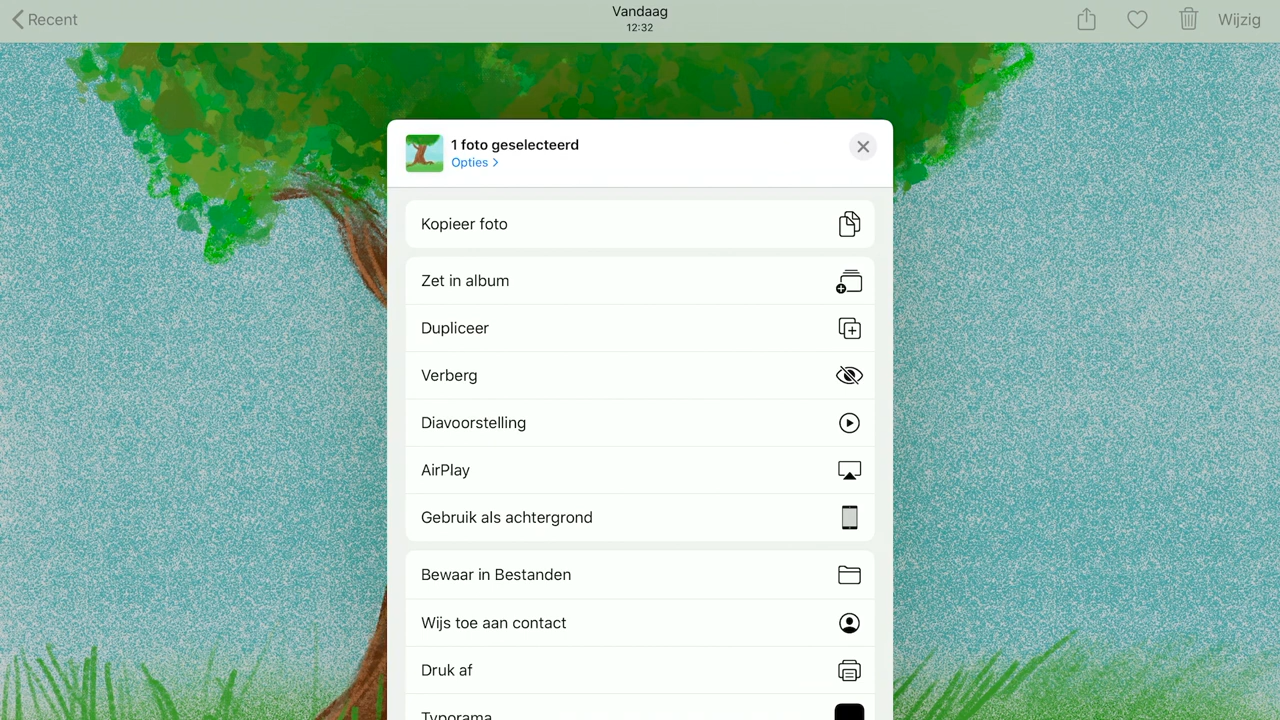 Recent
Vandaag
12:32
Wijzig
1 foto geselecteerd
Opties
Kopieer foto
Zet in album
Dupliceer
Verberg
Diavoorstelling
AirPlay
Gebruik als achtergrond
Bewaar in Bestanden
Wijs toe aan contact
Druk af
Typorama